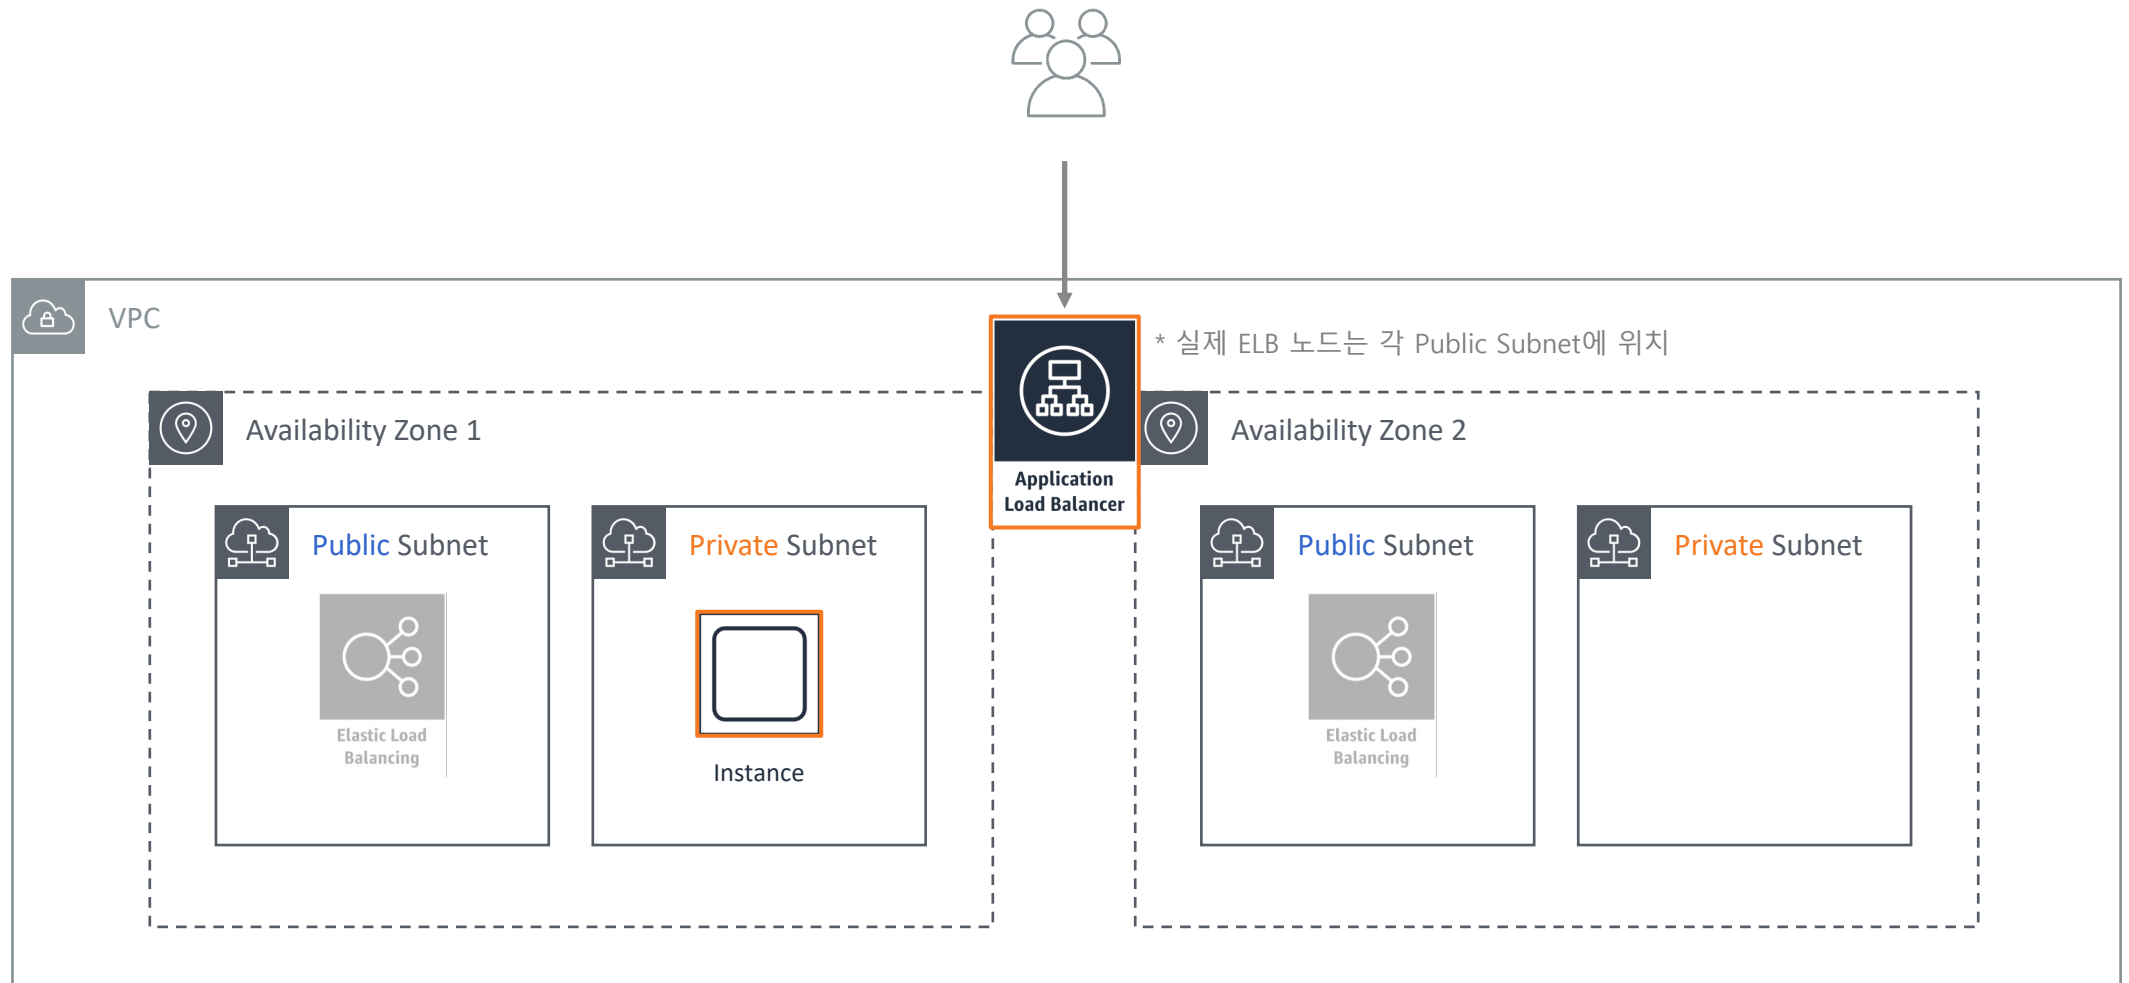 VPC
* 실제 ELB 노드는 각 Public Subnet에 위치
Application
Load Balancer
Availability Zone 1
Public Subnet
Elastic Load
Balancing
Private Subnet
Instance
Availability Zone 2
Public Subnet
Elastic Load
Balancing
Private Subnet